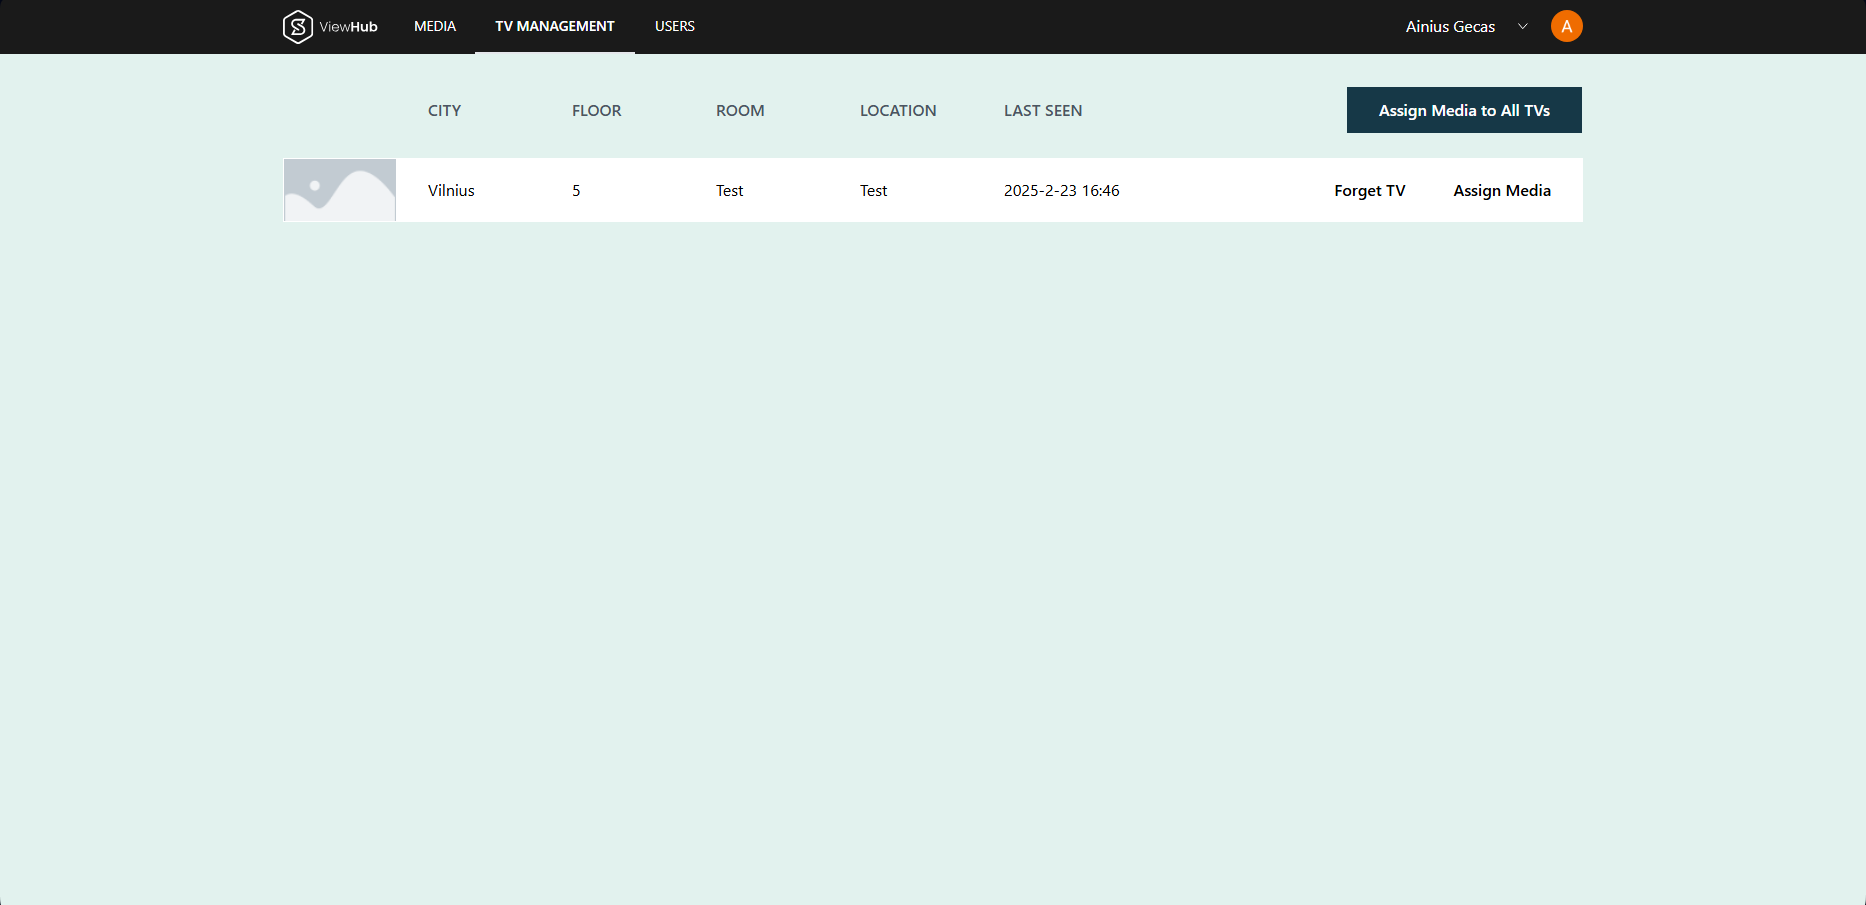 ViewHub MEDIA TV MANAGEMENT USERS Ainius Gecas A
CITY FLOOR ROOM LOCATION LAST SEEN Assign Media to All TVs
Vilnius 5 Test Test 2025-2-23 16:46 Forget TV Assign Media